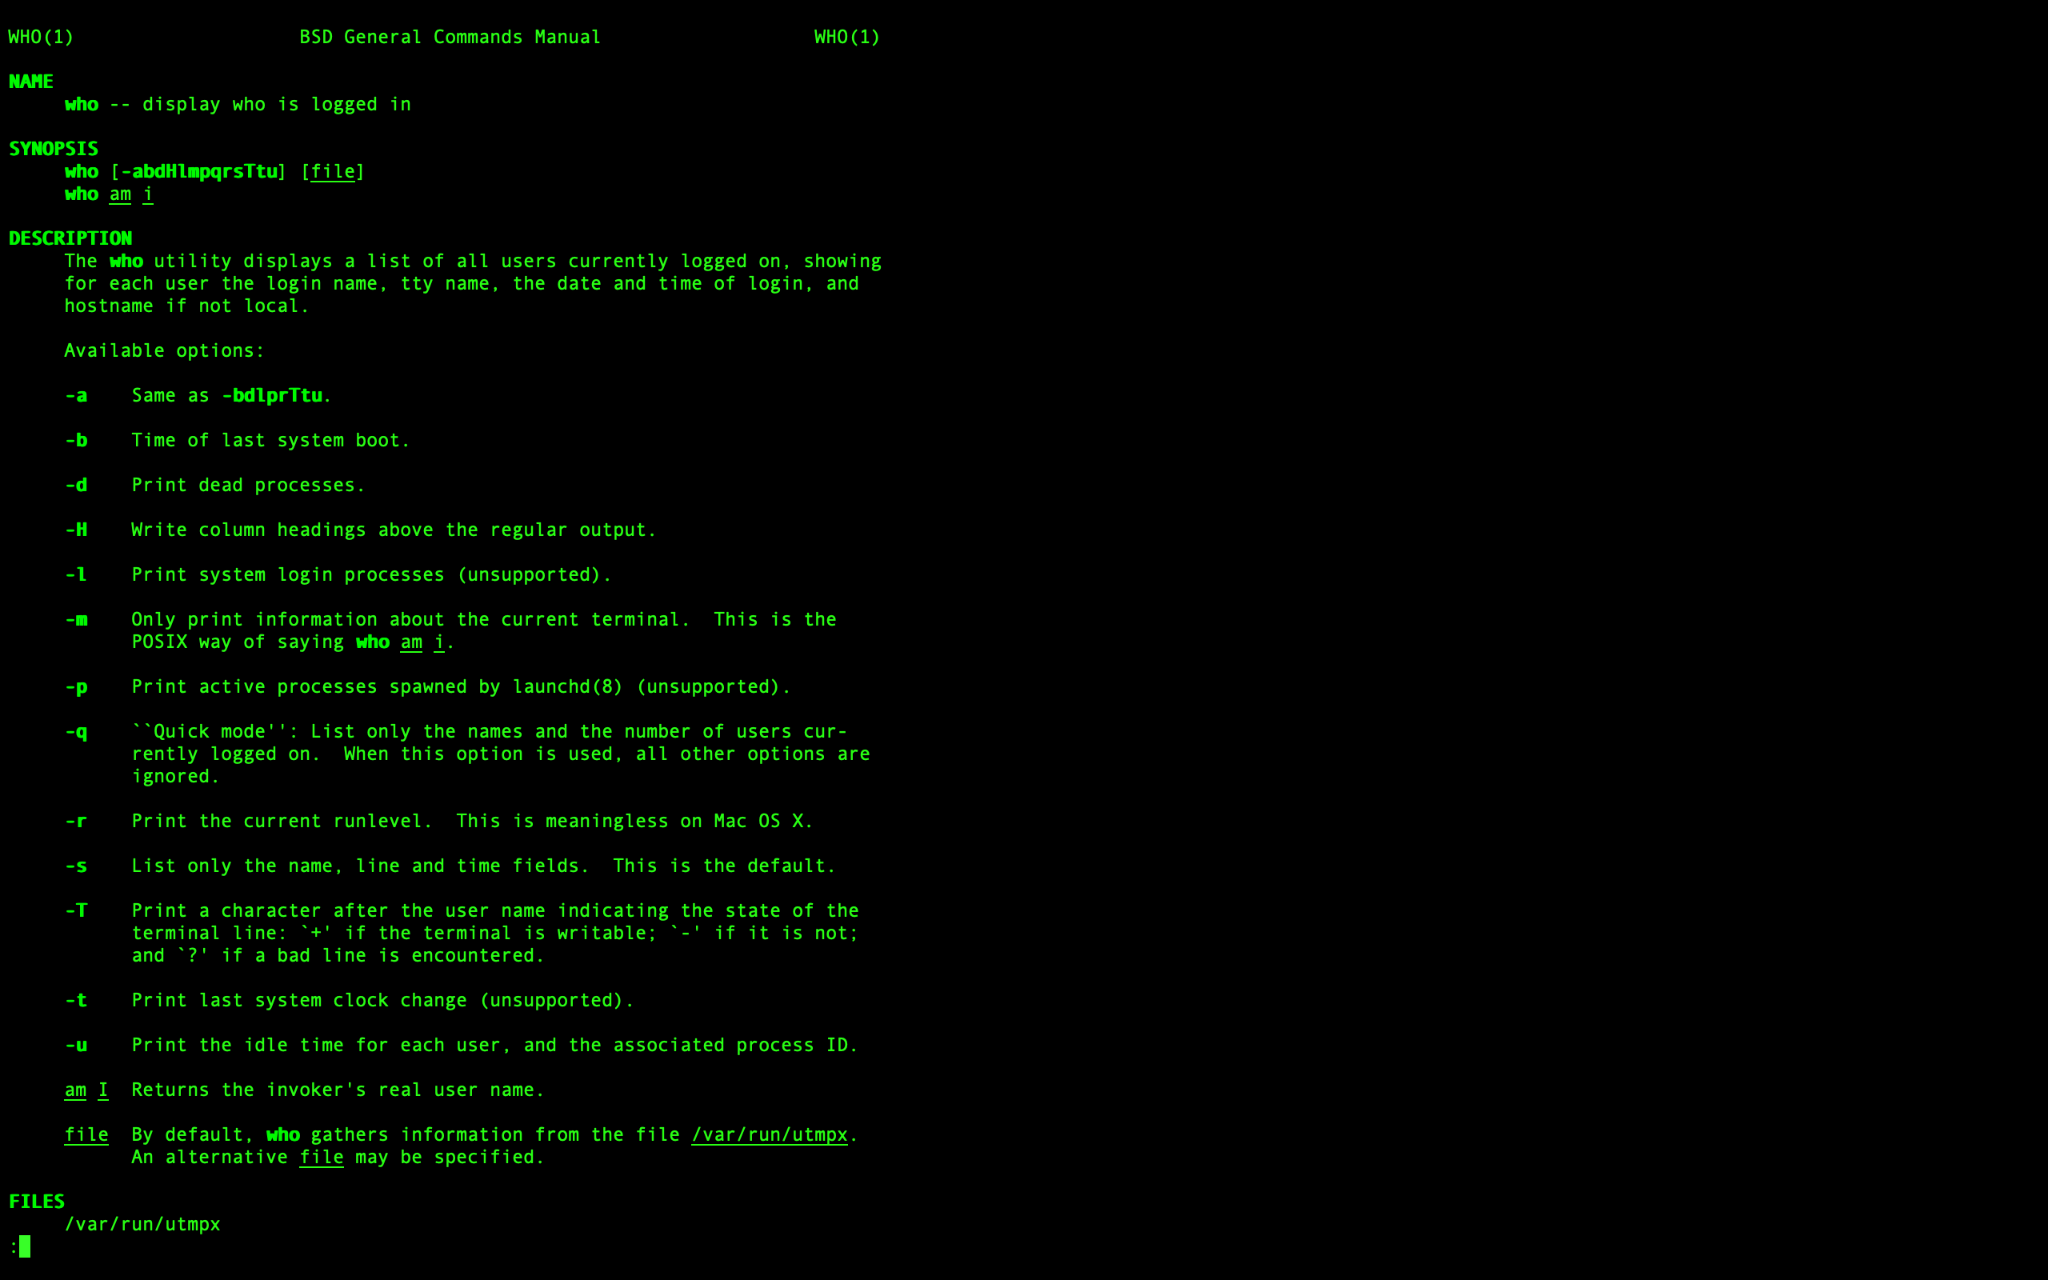 WHO(1)                    BSD General Commands Manual                   WHO(1)
NAME
who -- display who is logged in
SYNOPSIS
who [-abdHlmpqrsTtu] [file]
who am i
DESCRIPTION
The who utility displays a list of all users currently logged on, showing
for each user the login name, tty name, the date and time of login, and
hostname if not local.
Available options:
-a    Same as -bdlprTtu.
-b    Time of last system boot.
-d    Print dead processes.
-H    Write column headings above the regular output.
-l    Print system login processes (unsupported).
-m    Only print information about the current terminal.  This is the
POSIX way of saying who am i.
-p    Print active processes spawned by launchd(8) (unsupported).
-q    ``Quick mode'': List only the names and the number of users cur-
rently logged on.  When this option is used, all other options are
ignored.
-r    Print the current runlevel.  This is meaningless on Mac OS X.
-s    List only the name, line and time fields.  This is the default.
-T    Print a character after the user name indicating the state of the
terminal line: `+' if the terminal is writable; `-' if it is not;
and `?' if a bad line is encountered.
-t    Print last system clock change (unsupported).
-u    Print the idle time for each user, and the associated process ID.
am I  Returns the invoker's real user name.
file  By default, who gathers information from the file /var/run/utmpx.
An alternative file may be specified.
FILES
/var/run/utmpx
: